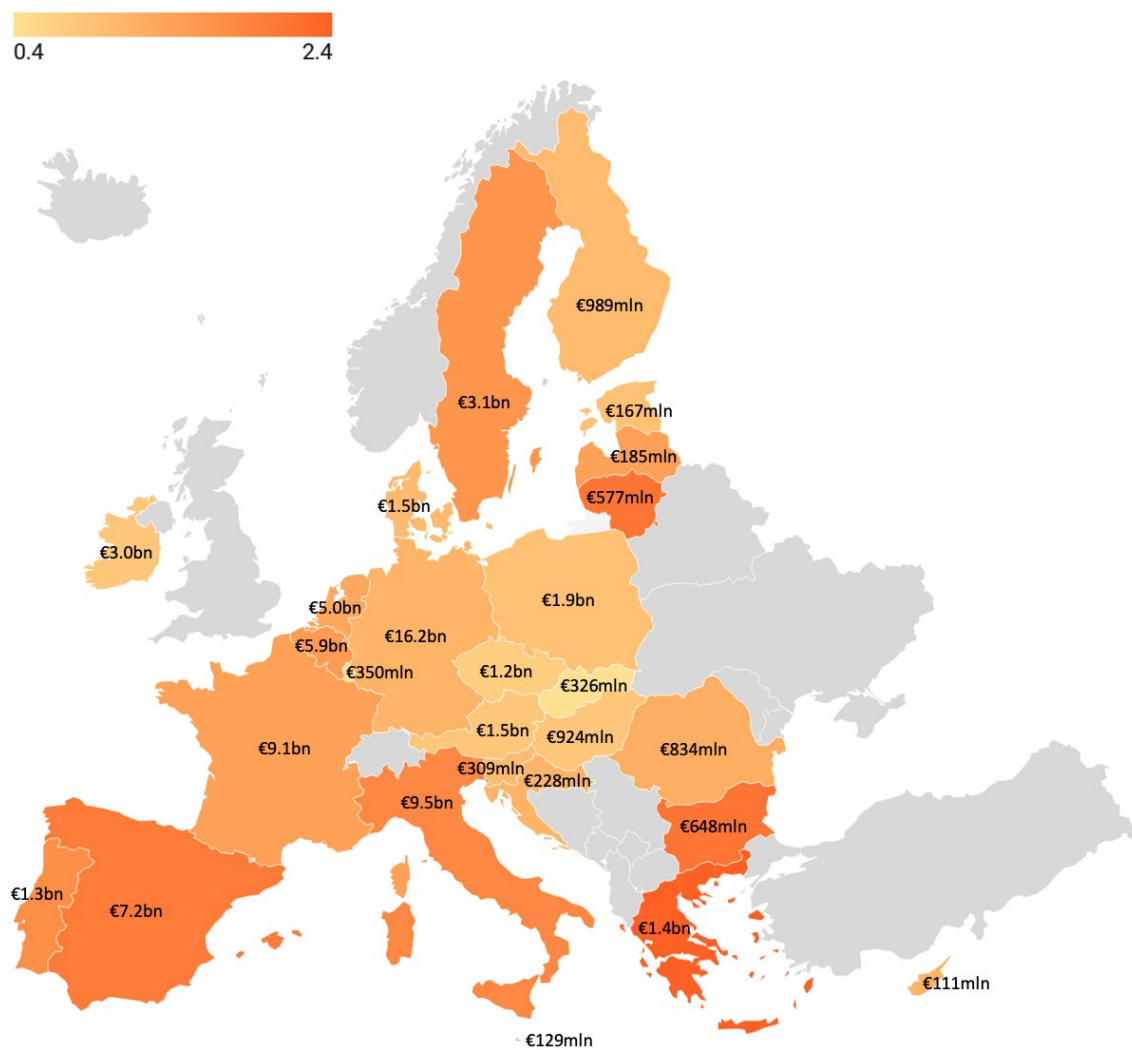 0.4 2.4
€989mln
€3.1bn
€167mln
€185mln
€577mln
€1.5bn
€3.0bn
€1.9bn
€5.0bn
€16.2bn
€5.9bn
€350mln
€1.2bn
€326mln
€1.5bn
€924mln
€9.1bn
€834mln
€309mln
€228mln
€9.5bn
€648mln
€1.3bn
€7.2bn
€1.4bn
€111mln
€129mln